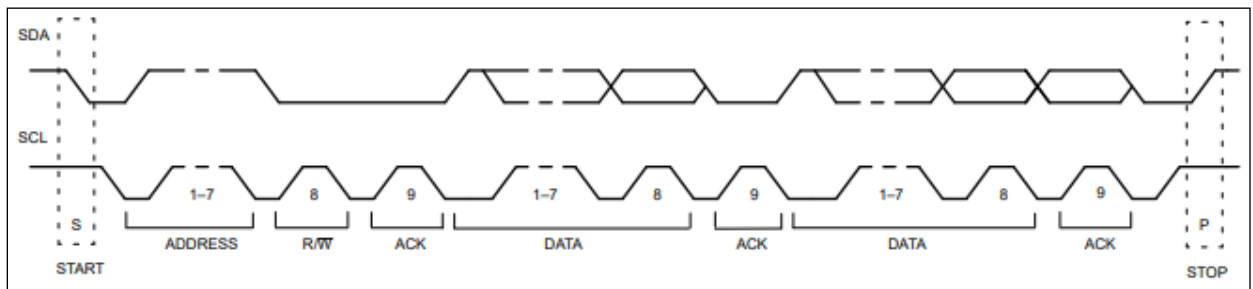 SDA
SCL
1–7 8 9 1–7 8 9 1–7 8 9
S P
ADDRESS R/W̅ ACK DATA ACK DATA ACK
START STOP